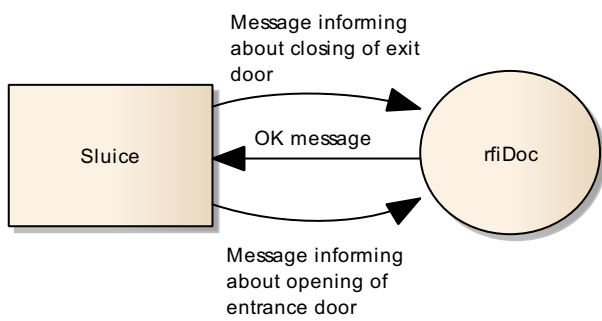 Message informing
about closing of exit
door
Sluice
OK message
rfiDoc
Message informing
about opening of
entrance door